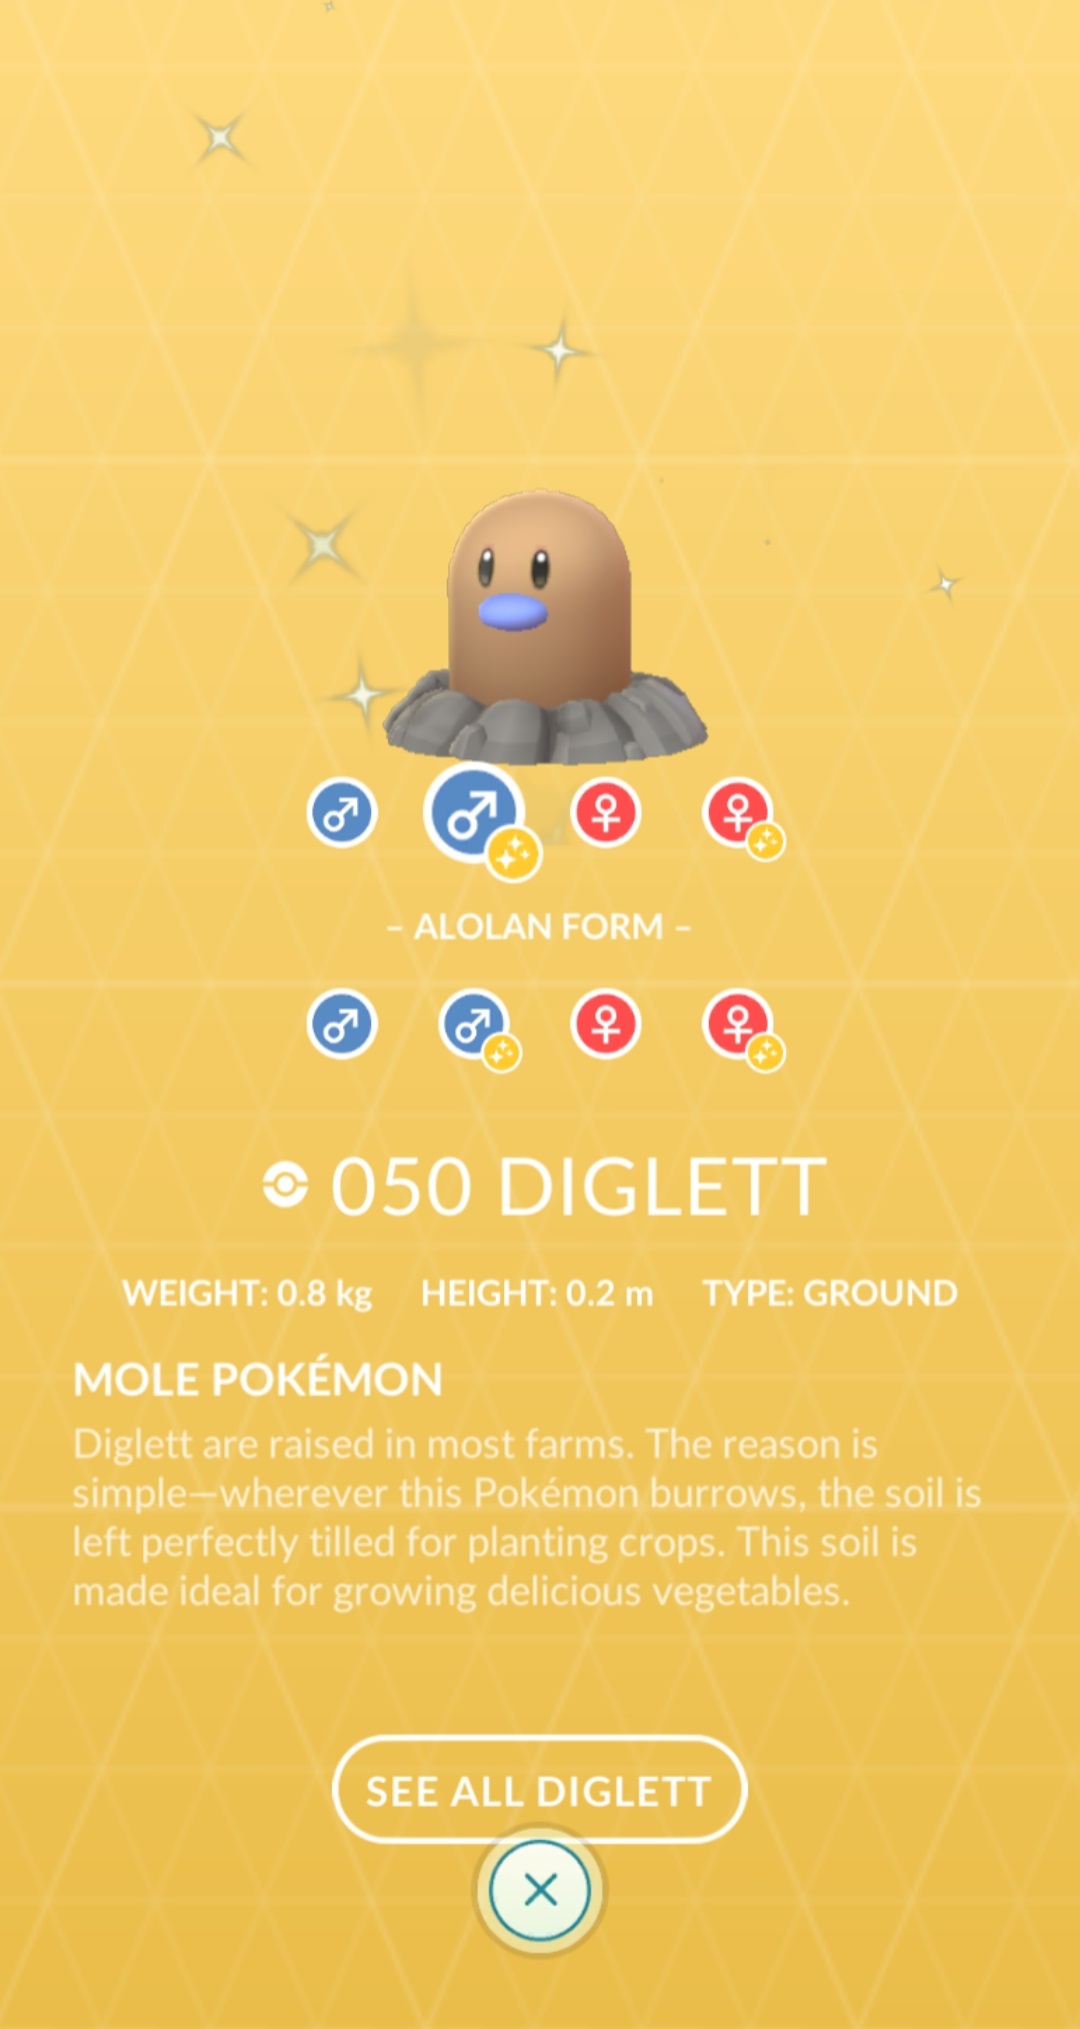 – ALOLAN FORM –
050 DIGLETT
WEIGHT: 0.8 kg HEIGHT: 0.2 m TYPE: GROUND
MOLE POKÉMON
Diglett are raised in most farms. The reason is
simple—wherever this Pokémon burrows, the soil is
left perfectly tilled for planting crops. This soil is
made ideal for growing delicious vegetables.
SEE ALL DIGLETT